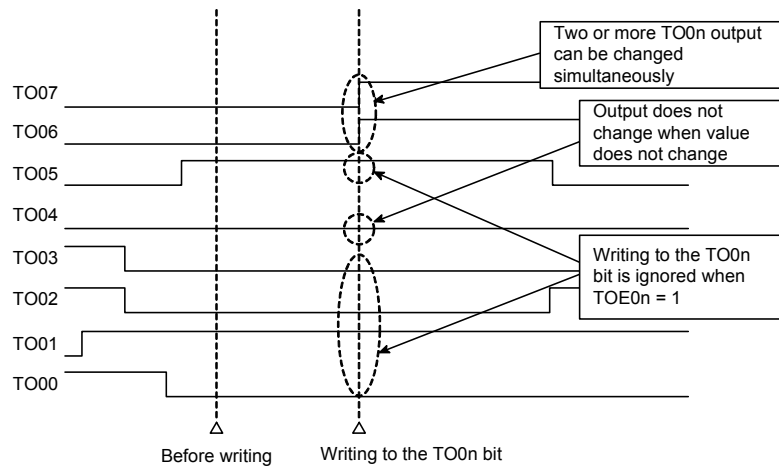 Two or more TO0n output
can be changed
simultaneously
TO07
Output does not
change when value
does not change
TO06
TO05
TO04
TO03
Writing to the TO0n
bit is ignored when
TOE0n = 1
TO02
TO01
TO00
Before writing
Writing to the TO0n bit